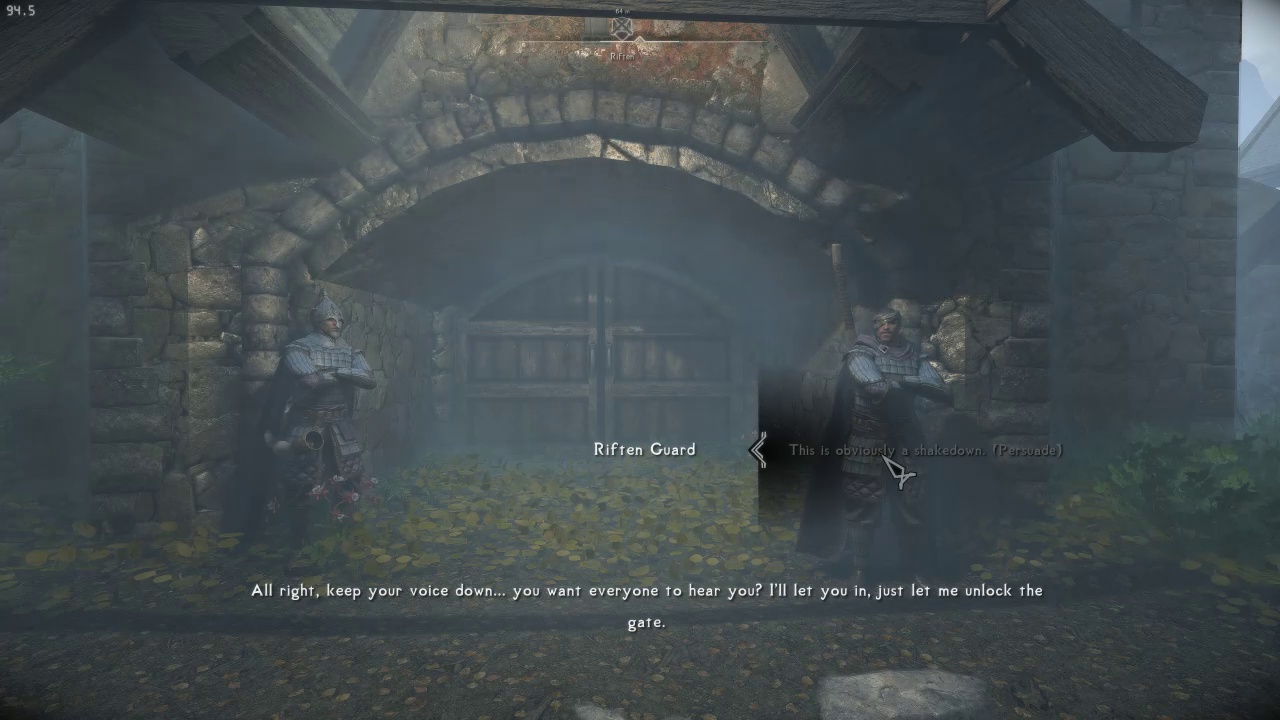 94.5
64 m
Riften
Riften Guard
This is obviously a shakedown. (Persuade)
All right, keep your voice down... you want everyone to hear you? I'll let you in, just let me unlock the
gate.